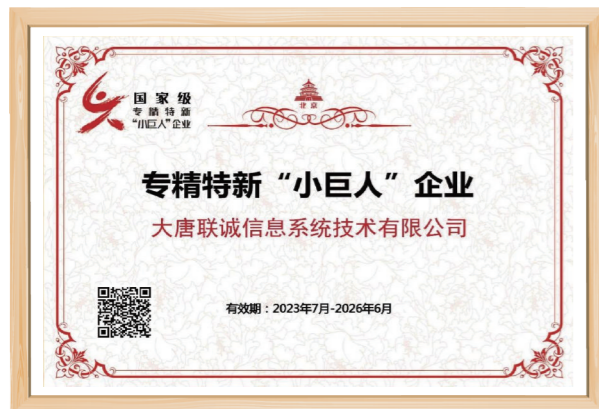 国家级
专精特新
“小巨人”企业
北京
专精特新“小巨人”企业
大唐联诚信息系统技术有限公司
有效期：2023年7月-2026年6月